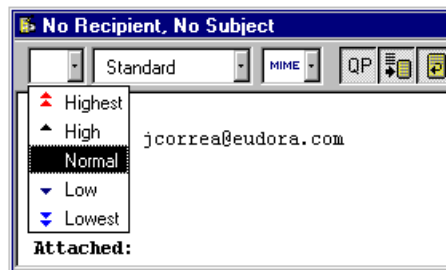 No Recipient, No Subject
Standard MIME QP
Highest
High
jcorrea@eudora.com
Normal
Low
Lowest
Attached: